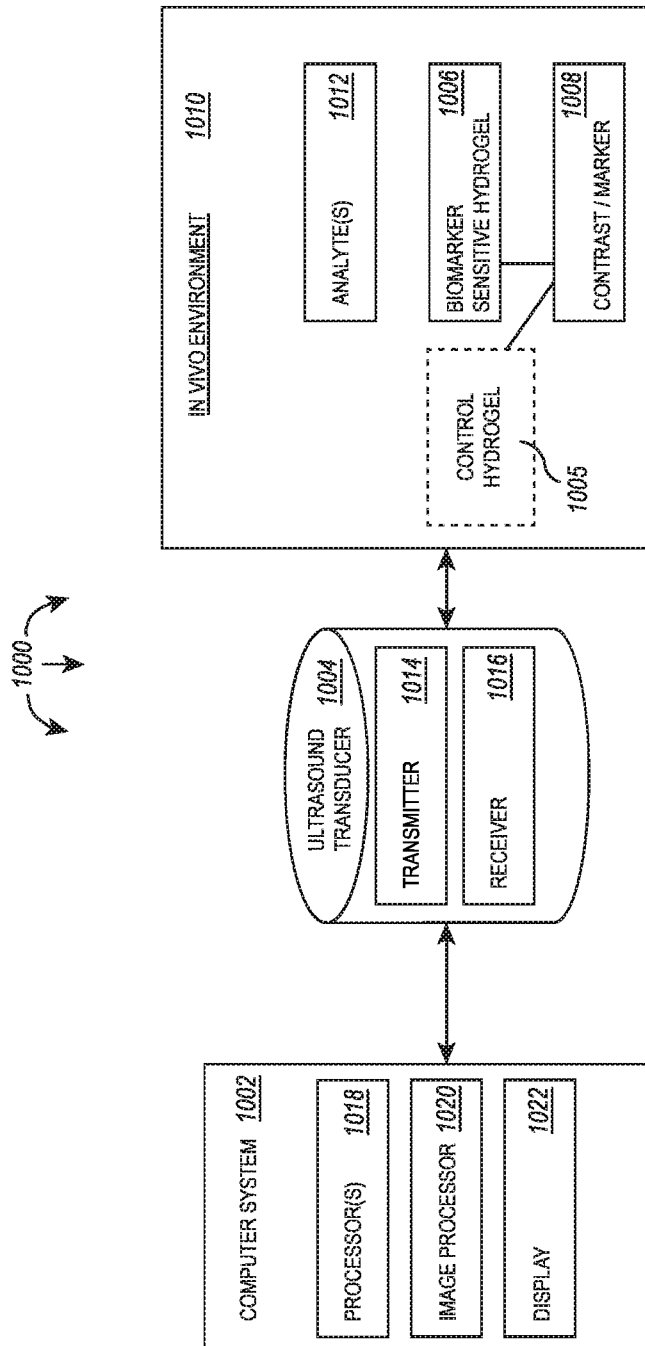 1000
COMPUTER SYSTEM 1002
PROCESSOR(S) 1018
IMAGE PROCESSOR 1020
DISPLAY 1022
ULTRASOUND
TRANSDUCER 1004
TRANSMITTER 1014
RECEIVER 1016
IN VIVO ENVIRONMENT 1010
ANALYTE(S) 1012
CONTROL
HYDROGEL
1005
BIOMARKER 1006
SENSITIVE HYDROGEL
CONTRAST / MARKER 1008